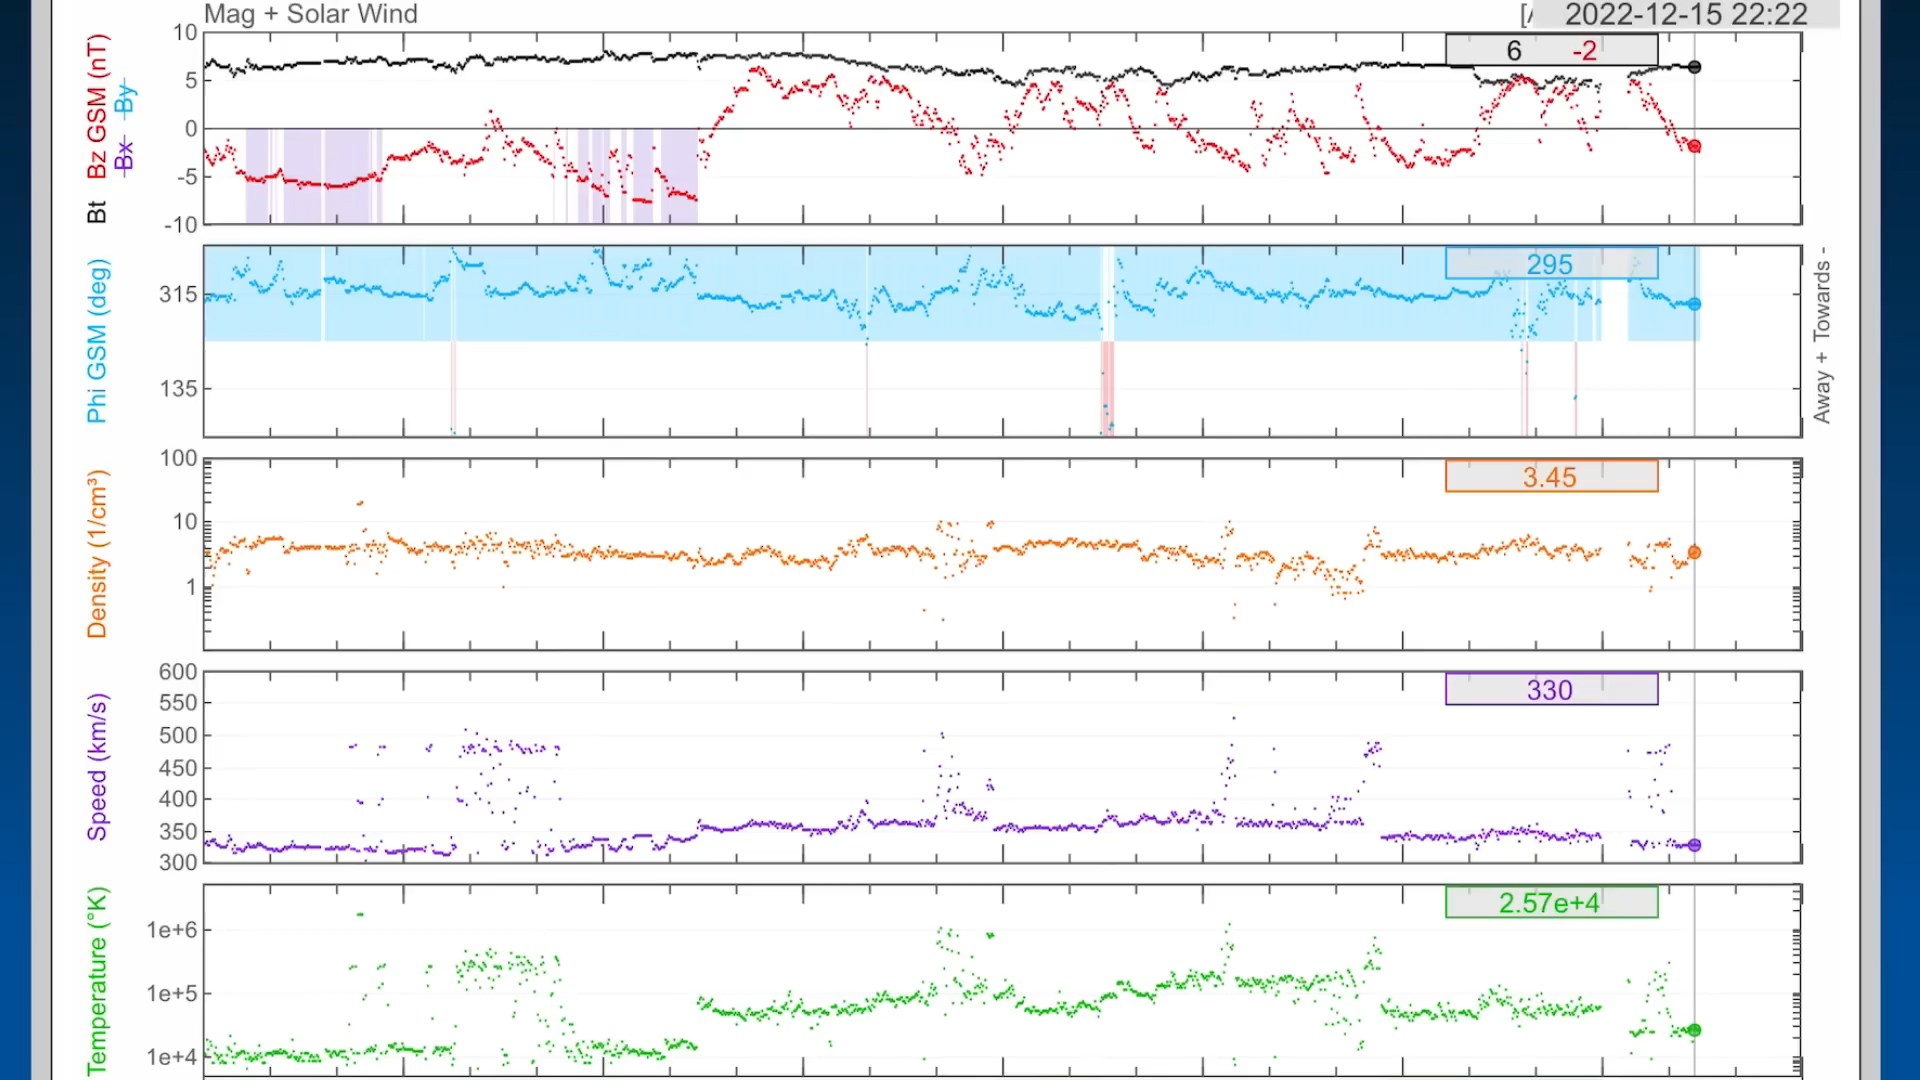 Mag + Solar Wind
[A
2022-12-15 22:22
Bt Bz GSM (nT)
Bx By
10
5
0
-5
-10
6 -2
Phi GSM (deg)
315
135
295
Away + Towards -
Density (1/cm³)
100
10
1
3.45
Speed (km/s)
600
550
500
450
400
350
300
330
Temperature (°K)
1e+6
1e+5
1e+4
2.57e+4